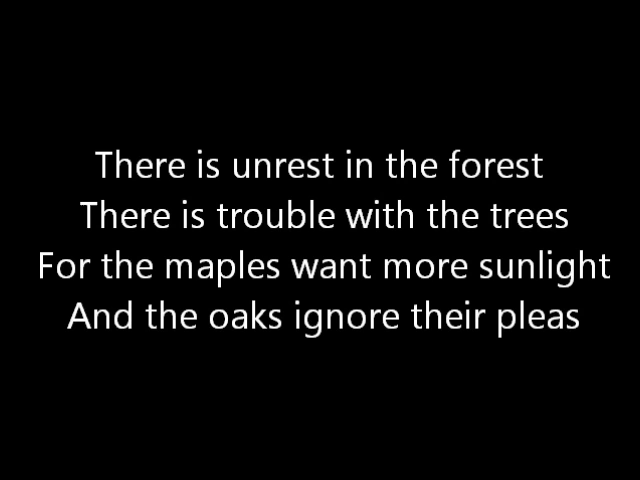 There is unrest in the forest
There is trouble with the trees
For the maples want more sunlight
And the oaks ignore their pleas